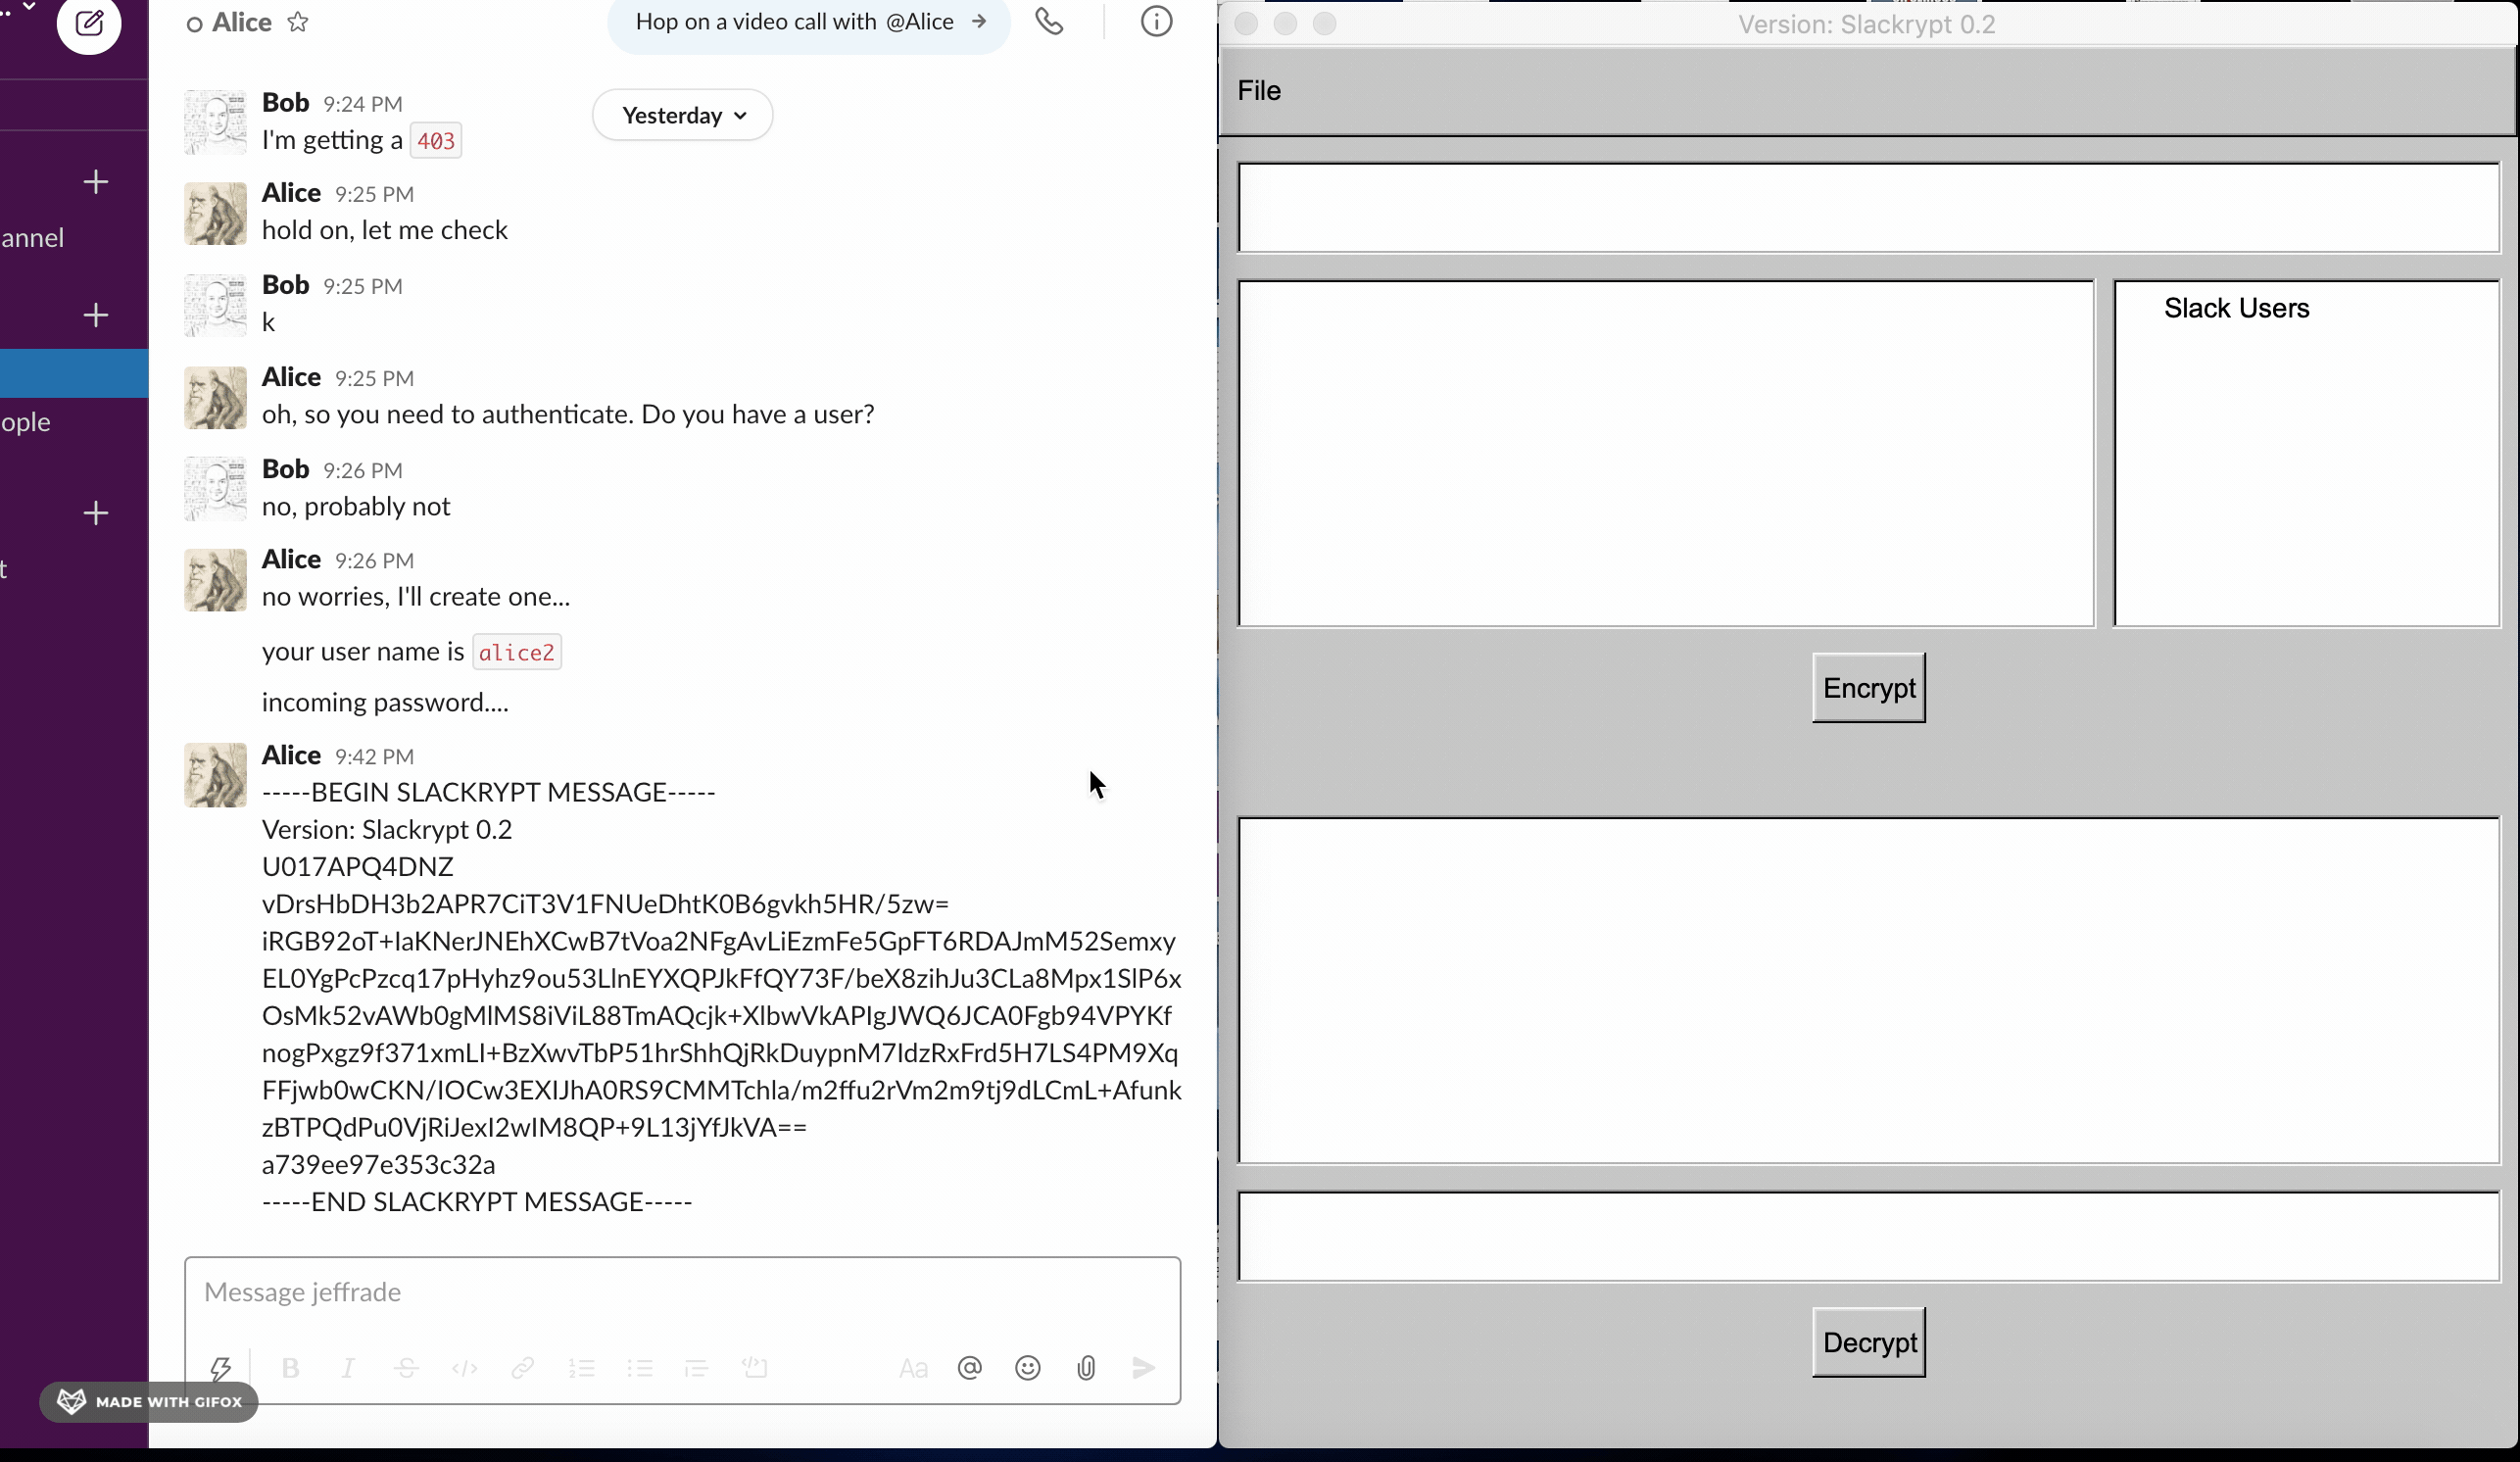 Alice
Hop on a video call with @Alice
Yesterday
Bob 9:24 PM
I'm getting a 403
Alice 9:25 PM
hold on, let me check
Bob 9:25 PM
k
Alice 9:25 PM
oh, so you need to authenticate. Do you have a user?
Bob 9:26 PM
no, probably not
Alice 9:26 PM
no worries, I'll create one...
your user name is alice2
incoming password....
Alice 9:42 PM
-----BEGIN SLACKRYPT MESSAGE-----
Version: Slackrypt 0.2
U017APQ4DNZ
vDrsHbDH3b2APR7CiT3V1FNUeDhtK0B6gvkh5HR/5zw=
iRGB92oT+IaKNerJNEhXCwB7tVoa2NFgAvLiEzmFe5GpFT6RDAJmM52Semxy
EL0YgPcPzcq17pHyhz9ou53LlnEYXQPJkFfQY73F/beX8zihJu3CLa8Mpx1SlP6x
OsMk52vAWb0gMlMS8iViL88TmAQcjk+XlbwVkAPIgJWQ6JCA0Fgb94VPYKf
nogPxgz9f371xmLI+BzXwvTbP51hrShhQjRkDuypnM7IdzRxFrd5H7LS4PM9Xq
FFjwb0wCKN/IOCw3EXIJhA0RS9CMMTchla/m2ffu2rVm2m9tj9dLCmL+Afunk
zBTPQdPu0VjRiJexI2wIM8QP+9L13jYfJkVA==
a739ee97e353c32a
-----END SLACKRYPT MESSAGE-----
Message jeffrade
B I S </> Aa @
MADE WITH GIFOX
annel
ople
t
Version: Slackrypt 0.2
File
Slack Users
Encrypt
Decrypt